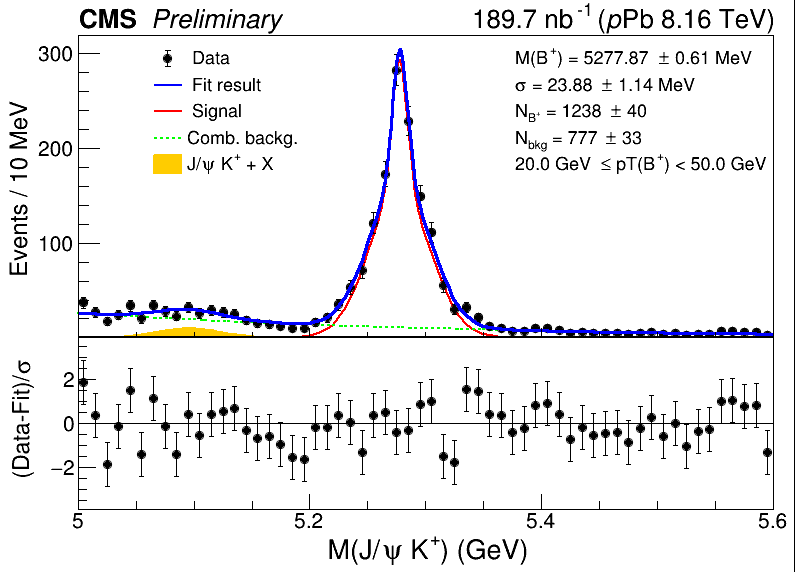 CMS Preliminary 189.7 nb⁻¹ (pPb 8.16 TeV)
Events / 10 MeV
300
200
100
Data
Fit result
Signal
Comb. backg.
J/ψ K⁺ + X
M(B⁺) = 5277.87 ± 0.61 MeV
σ = 23.88 ± 1.14 MeV
N_B⁺ = 1238 ± 40
N_bkg = 777 ± 33
20.0 GeV ≤ pT(B⁺) < 50.0 GeV
(Data-Fit)/σ
2
0
−2
5 5.2 5.4 5.6
M(J/ψ K⁺) (GeV)